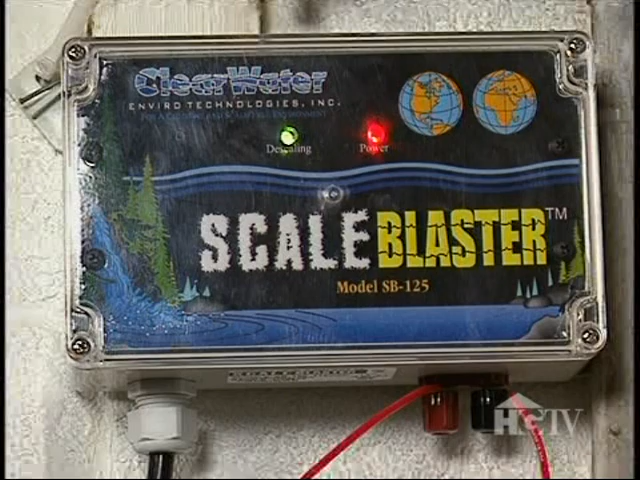 ClearWater
ENVIRO TECHNOLOGIES, INC.
Descaling
Power
SCALEBLASTER™
Model SB-125
HGTV